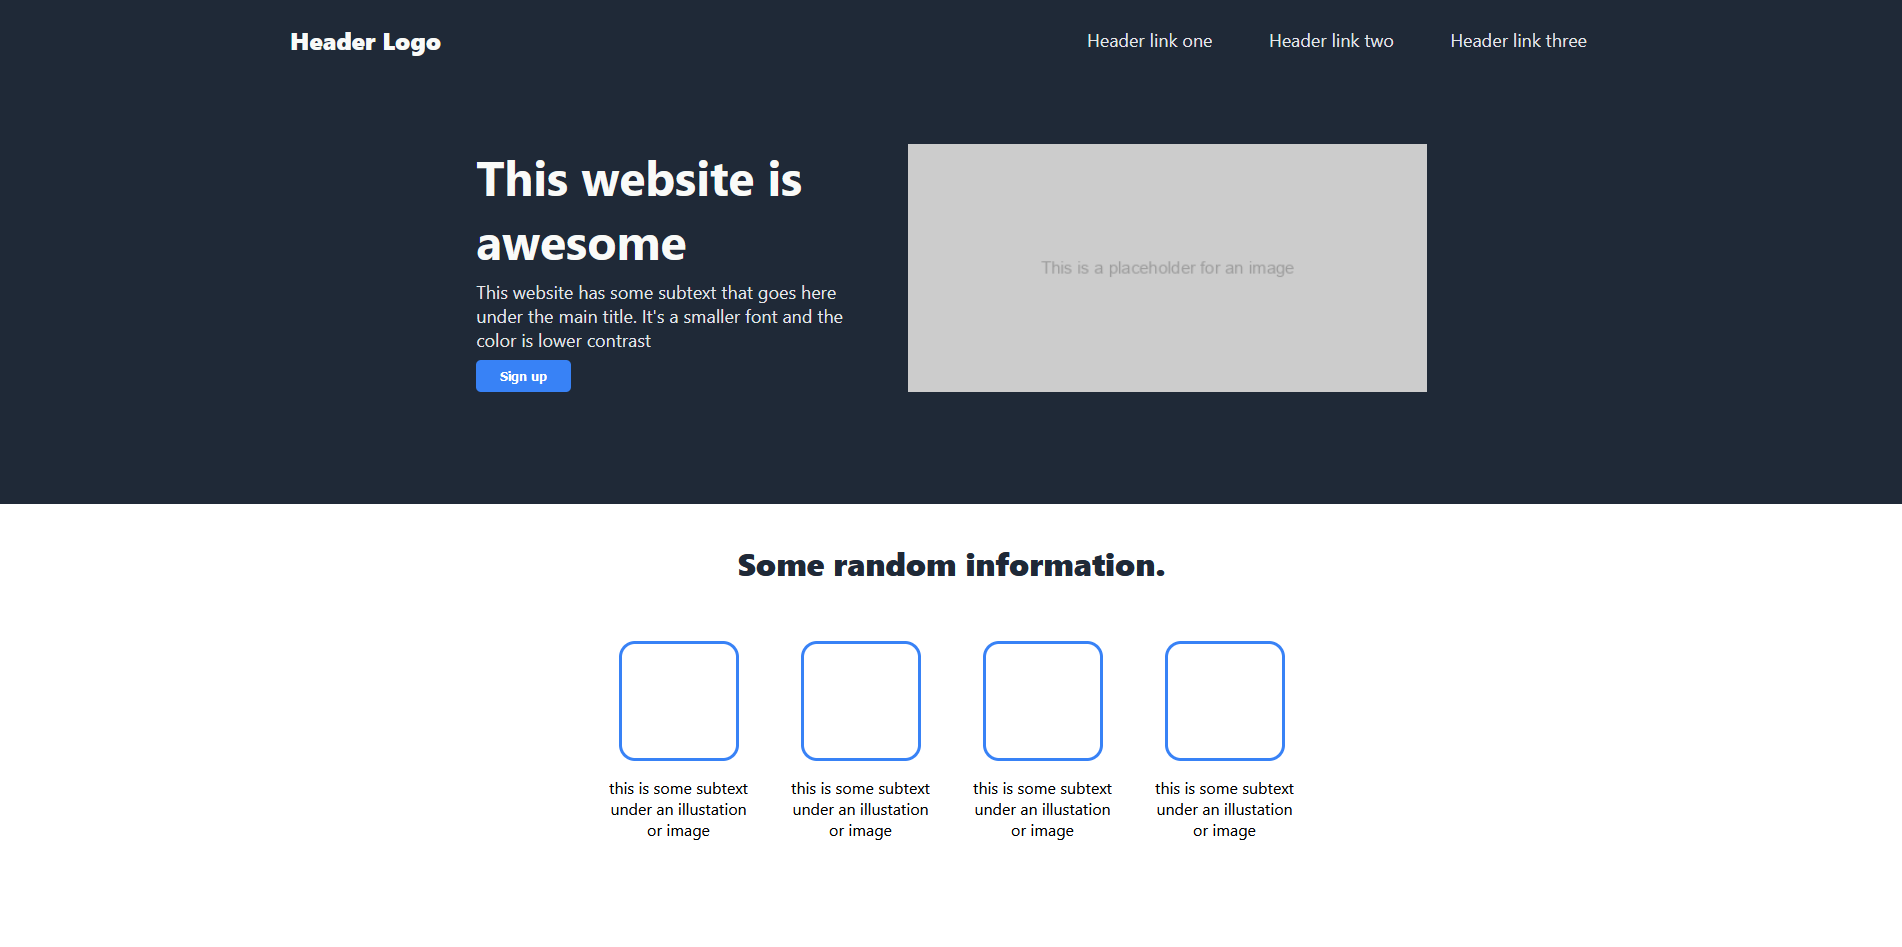 Header Logo
Header link one
Header link two
Header link three
This website is
awesome
This website has some subtext that goes here
under the main title. It's a smaller font and the
color is lower contrast
Sign up
This is a placeholder for an image
Some random information.
this is some subtext
under an illustation
or image
this is some subtext
under an illustation
or image
this is some subtext
under an illustation
or image
this is some subtext
under an illustation
or image